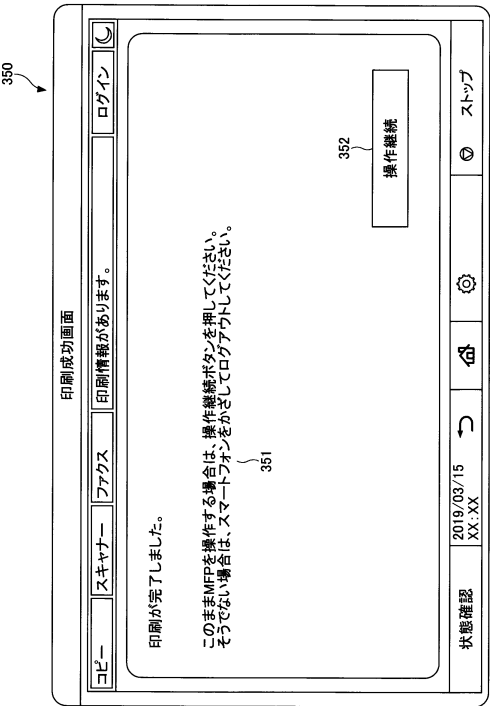 350
印刷成功画面
コピー
スキャナー
ファクス
印刷情報があります。
ログイン
印刷が完了しました。
このままMFPを操作する場合は、操作継続ボタンを押してください。
そうでない場合は、スマートフォンをかざしてログアウトしてください。
351
352
操作継続
状態確認
2019/03/15
XX:XX
ストップ